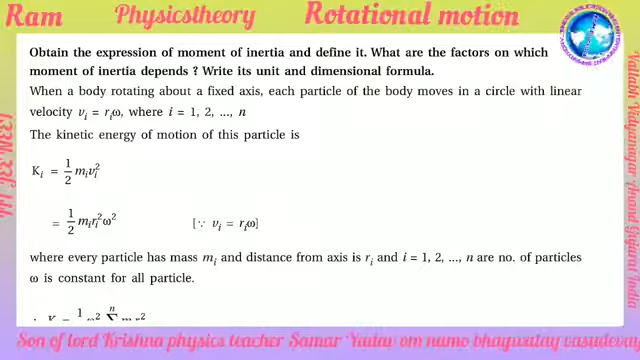 Ram Physicstheory Rotational motion
Obtain the expression of moment of inertia and define it. What are the factors on which
moment of inertia depends ? Write its unit and dimensional formula.
When a body rotating about a fixed axis, each particle of the body moves in a circle with linear
velocity vᵢ = rᵢω, where i = 1, 2, ..., n
The kinetic energy of motion of this particle is
Kᵢ = 1/2 mᵢvᵢ²
= 1/2 mᵢrᵢ²ω² [∵ vᵢ = rᵢω]
where every particle has mass mᵢ and distance from axis is rᵢ and i = 1, 2, ..., n are no. of particles
ω is constant for all particle.
Vallabh Vidyanagar Anand Gujarat India
Son of lord Krishna physics teacher Samar Yadav om namo bhagwatay vasudevay